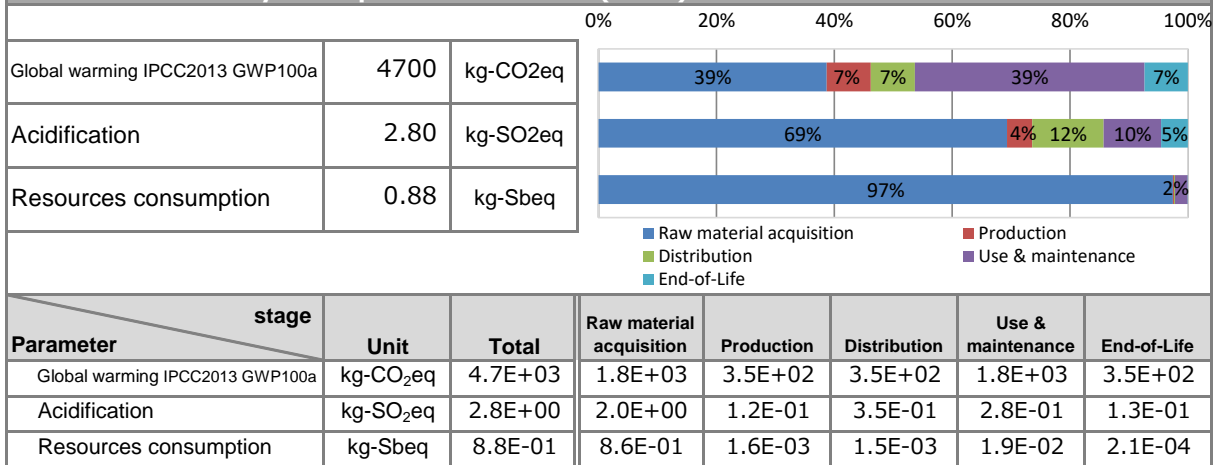 0% 20% 40% 60% 80% 100%
Global warming IPCC2013 GWP100a 4700 kg-CO2eq 39% 7% 7% 39% 7%
Acidification 2.80 kg-SO2eq 69% 4% 12% 10% 5%
Resources consumption 0.88 kg-Sbeq 97% 2%
Raw material acquisition Production
Distribution Use & maintenance
End-of-Life
stage
Parameter Unit Total Raw material acquisition Production Distribution Use & maintenance End-of-Life
Global warming IPCC2013 GWP100a kg-CO₂eq 4.7E+03 1.8E+03 3.5E+02 3.5E+02 1.8E+03 3.5E+02
Acidification kg-SO₂eq 2.8E+00 2.0E+00 1.2E-01 3.5E-01 2.8E-01 1.3E-01
Resources consumption kg-Sbeq 8.8E-01 8.6E-01 1.6E-03 1.5E-03 1.9E-02 2.1E-04